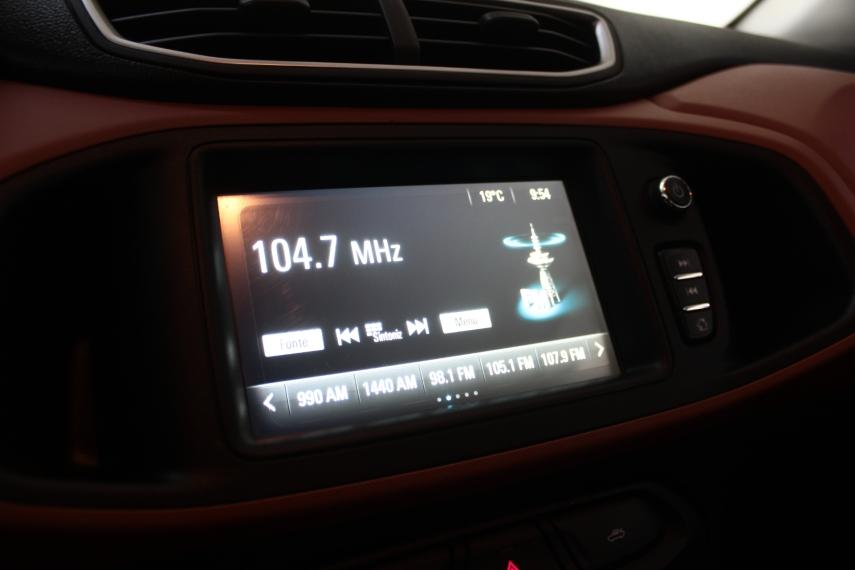 19°C 9:54
104.7 MHz
FM
Fonte Sintoniz Menu
990 AM 1440 AM 98.1 FM 105.1 FM 107.9 FM